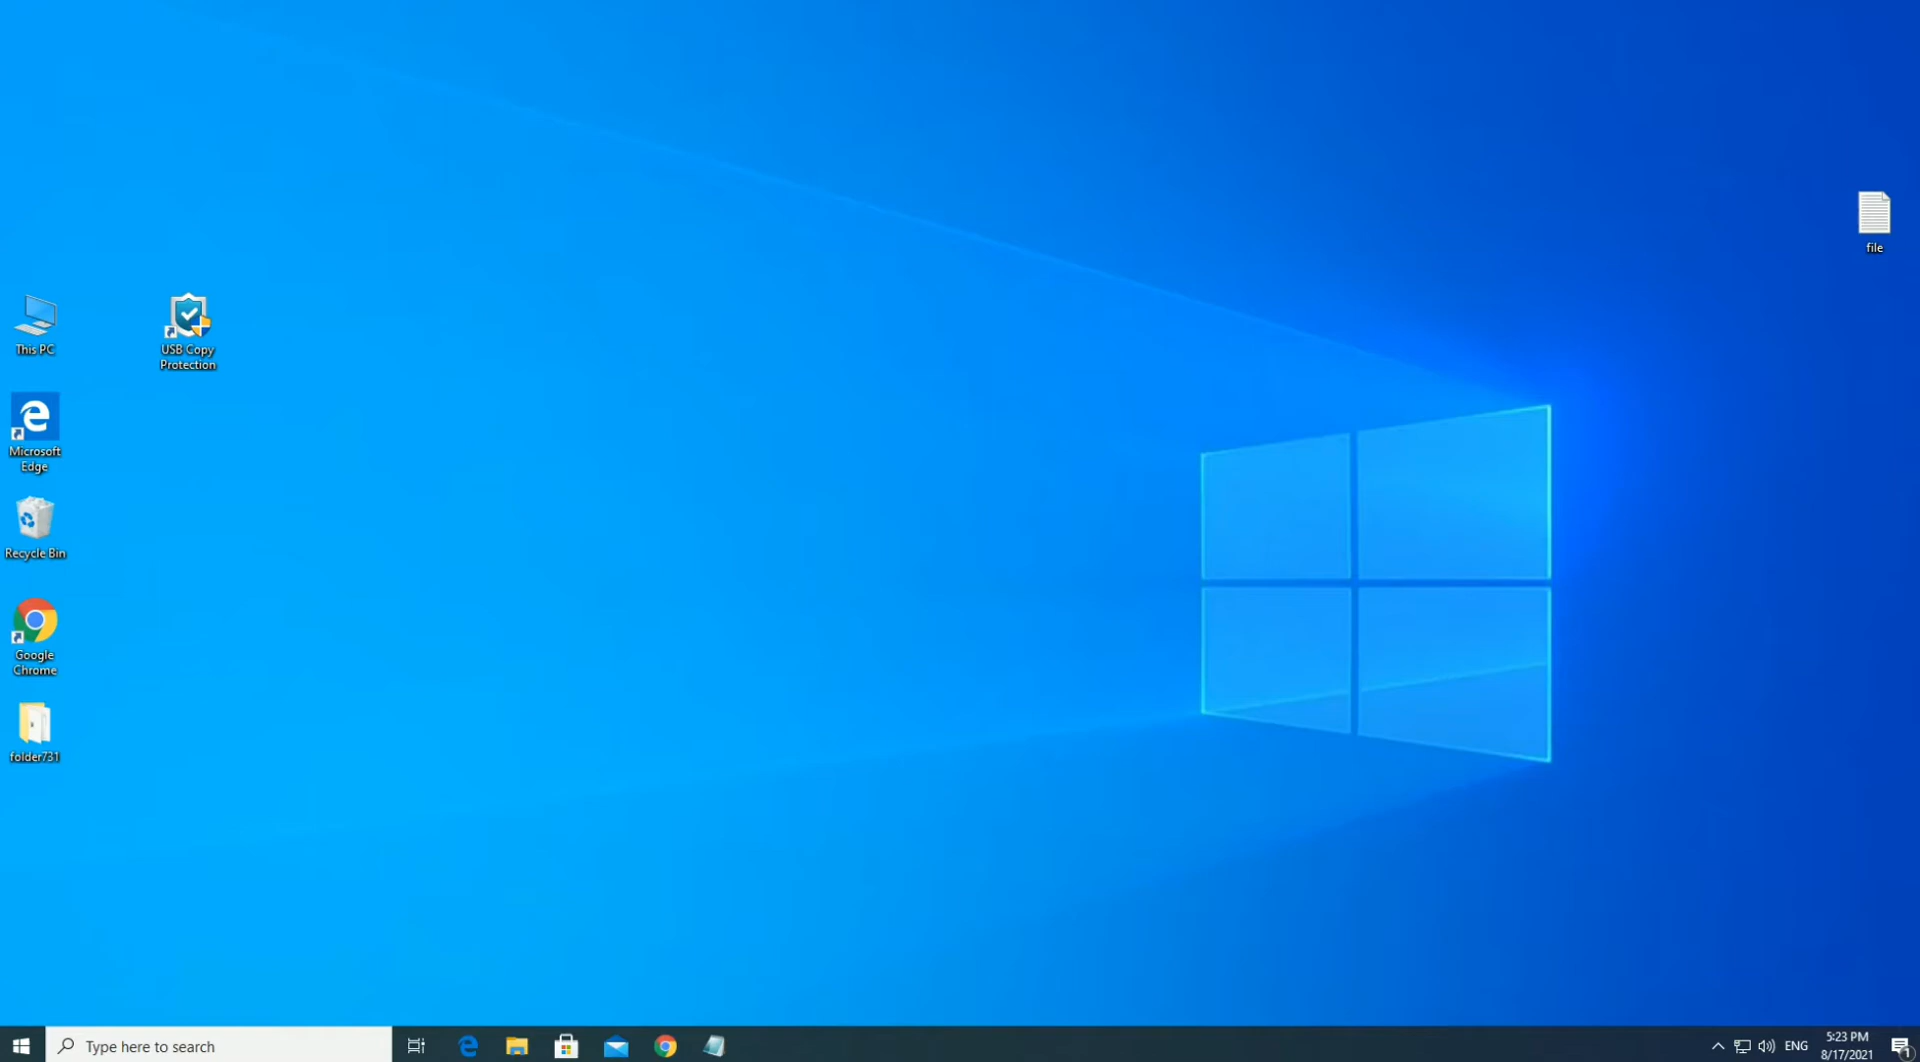 file
This PC
USB Copy
Protection
Microsoft
Edge
Recycle Bin
Google
Chrome
folder731
Type here to search
ENG
5:23 PM
8/17/2021
1